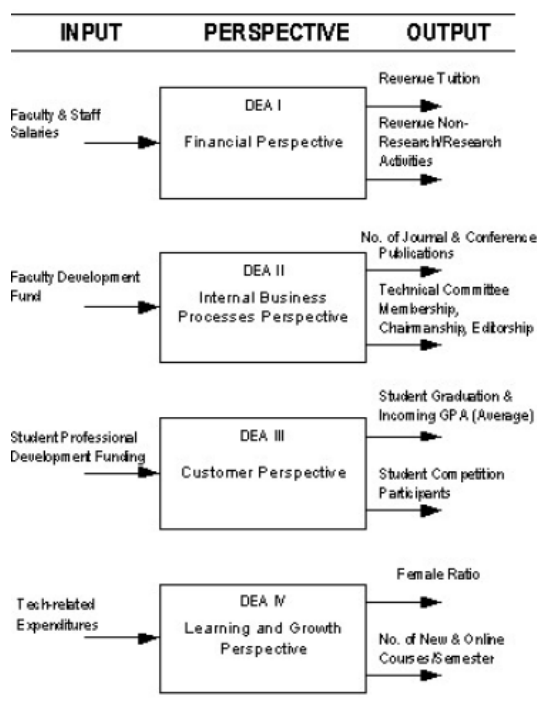 INPUT PERSPECTIVE OUTPUT
Faculty & Staff
Salaries
DEA I
Financial Perspective
Revenue Tuition
Revenue Non-
Research/Research
Activities
Faculty Development
Fund
DEA II
Internal Business
Processes Perspective
No. of Journal & Conference
Publications
Technical Committee
Membership,
Chairmanship, Editorship
Student Professional
Development Funding
DEA III
Customer Perspective
Student Graduation &
Incoming GPA (Average)
Student Competition
Participants
Tech-related
Expenditures
DEA IV
Learning and Growth
Perspective
Female Ratio
No. of New & Online
Courses/Semester